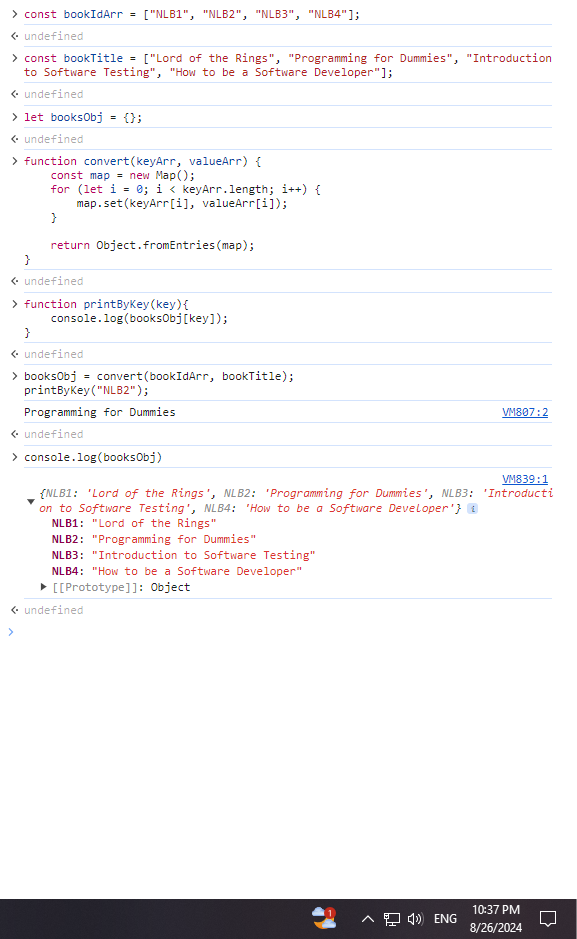 const bookIdArr = ["NLB1", "NLB2", "NLB3", "NLB4"];
undefined
const bookTitle = ["Lord of the Rings", "Programming for Dummies", "Introduction
to Software Testing", "How to be a Software Developer"];
undefined
let booksObj = {};
undefined
function convert(keyArr, valueArr) {
    const map = new Map();
    for (let i = 0; i < keyArr.length; i++) {
        map.set(keyArr[i], valueArr[i]);
    }

    return Object.fromEntries(map);
}
undefined
function printByKey(key){
    console.log(booksObj[key]);
}
undefined
booksObj = convert(bookIdArr, bookTitle);
printByKey("NLB2");
Programming for Dummies VM807:2
undefined
console.log(booksObj)
VM839:1
{NLB1: 'Lord of the Rings', NLB2: 'Programming for Dummies', NLB3: 'Introducti
on to Software Testing', NLB4: 'How to be a Software Developer'} i
NLB1: "Lord of the Rings"
NLB2: "Programming for Dummies"
NLB3: "Introduction to Software Testing"
NLB4: "How to be a Software Developer"
[[Prototype]]: Object
undefined
1
ENG
10:37 PM
8/26/2024